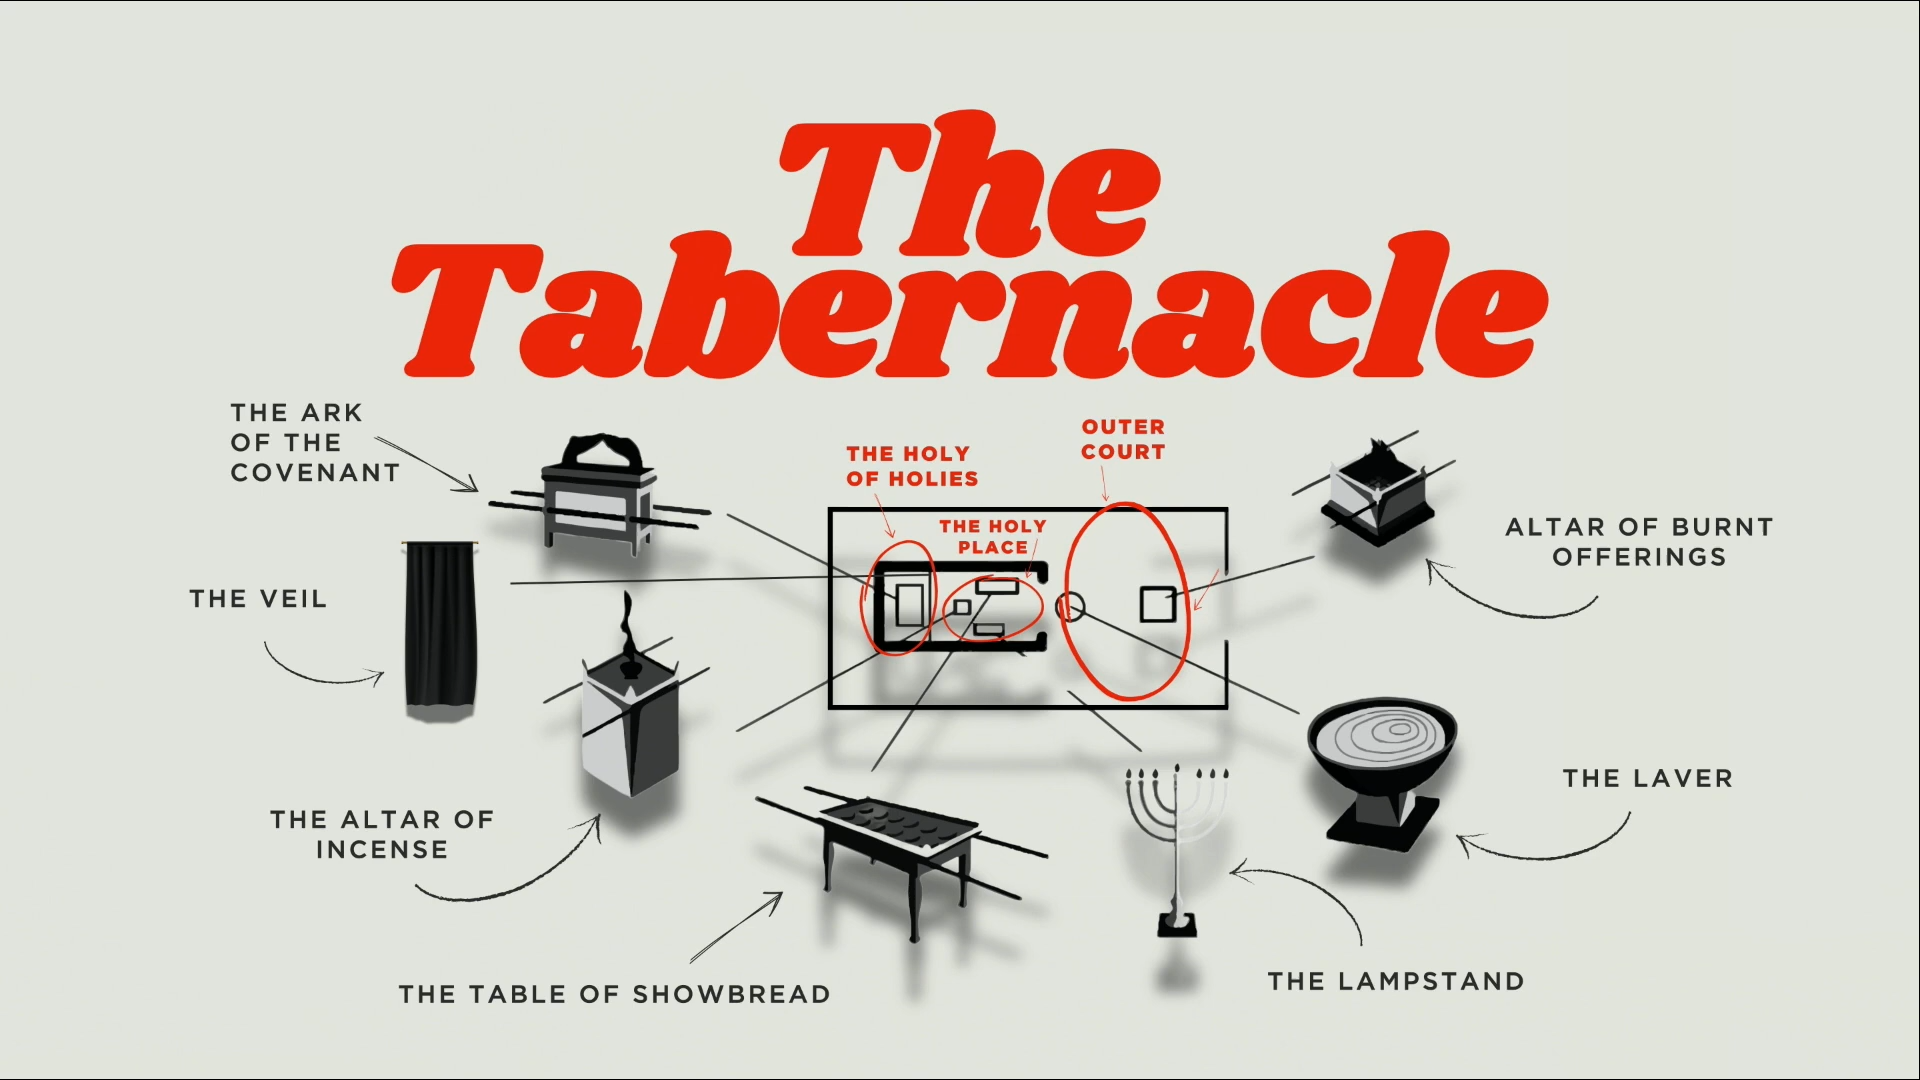 The
Tabernacle
THE ARK
OF THE
COVENANT
THE HOLY
OF HOLIES
OUTER
COURT
THE HOLY
PLACE
ALTAR OF BURNT
OFFERINGS
THE VEIL
THE LAVER
THE ALTAR OF
INCENSE
THE LAMPSTAND
THE TABLE OF SHOWBREAD